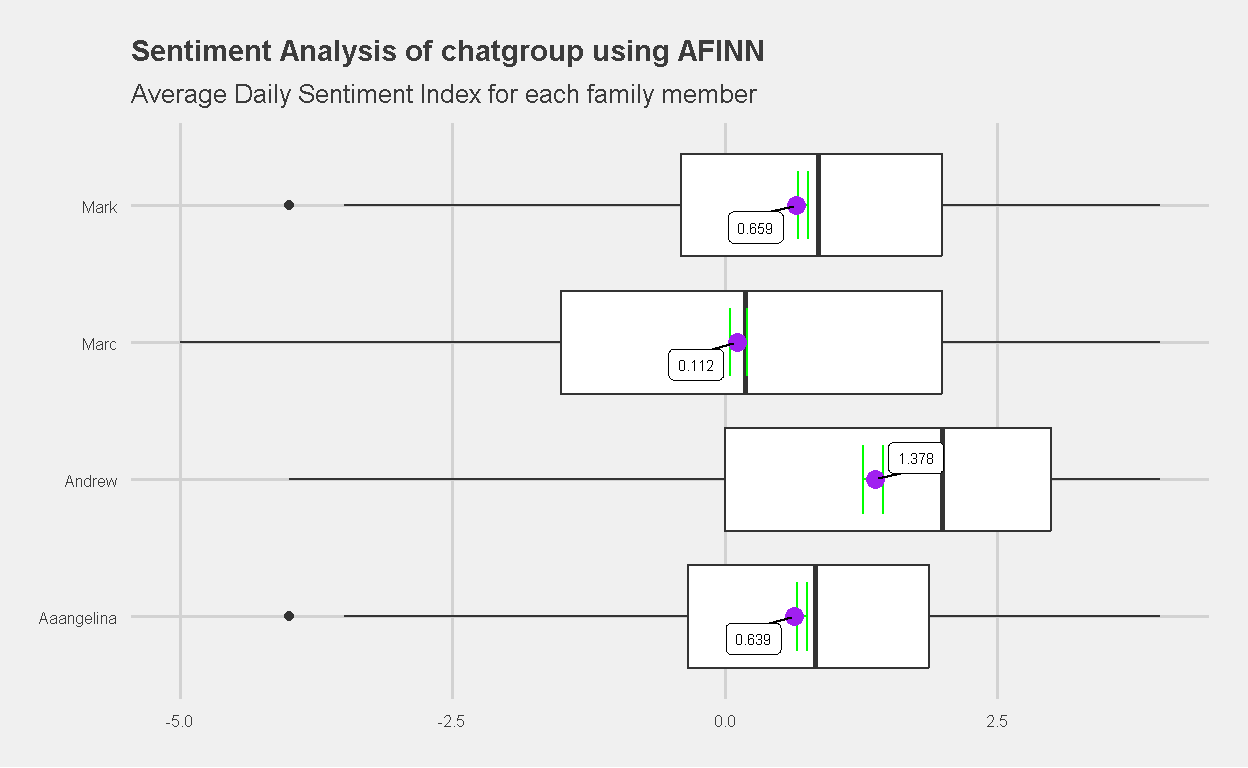 Sentiment Analysis of chatgroup using AFINN
Average Daily Sentiment Index for each family member
Mark
0.659
Marc
0.112
Andrew
1.378
Aaangelina
0.639
-5.0 -2.5 0.0 2.5